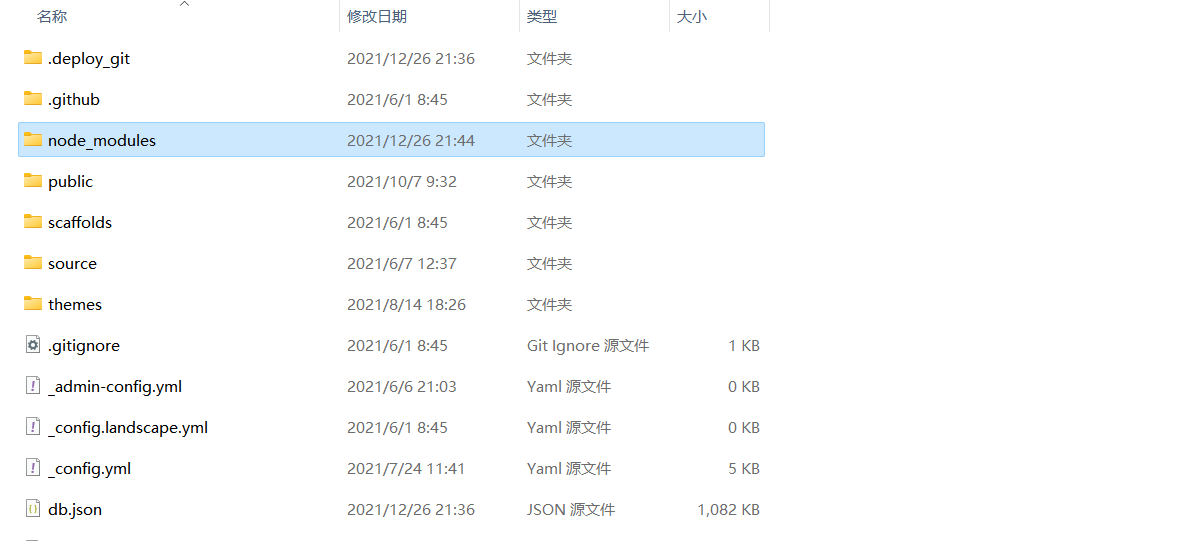 名称 修改日期 类型 大小
.deploy_git 2021/12/26 21:36 文件夹
.github 2021/6/1 8:45 文件夹
node_modules 2021/12/26 21:44 文件夹
public 2021/10/7 9:32 文件夹
scaffolds 2021/6/1 8:45 文件夹
source 2021/6/7 12:37 文件夹
themes 2021/8/14 18:26 文件夹
.gitignore 2021/6/1 8:45 Git Ignore 源文件 1 KB
_admin-config.yml 2021/6/6 21:03 Yaml 源文件 0 KB
_config.landscape.yml 2021/6/1 8:45 Yaml 源文件 0 KB
_config.yml 2021/7/24 11:41 Yaml 源文件 5 KB
db.json 2021/12/26 21:36 JSON 源文件 1,082 KB